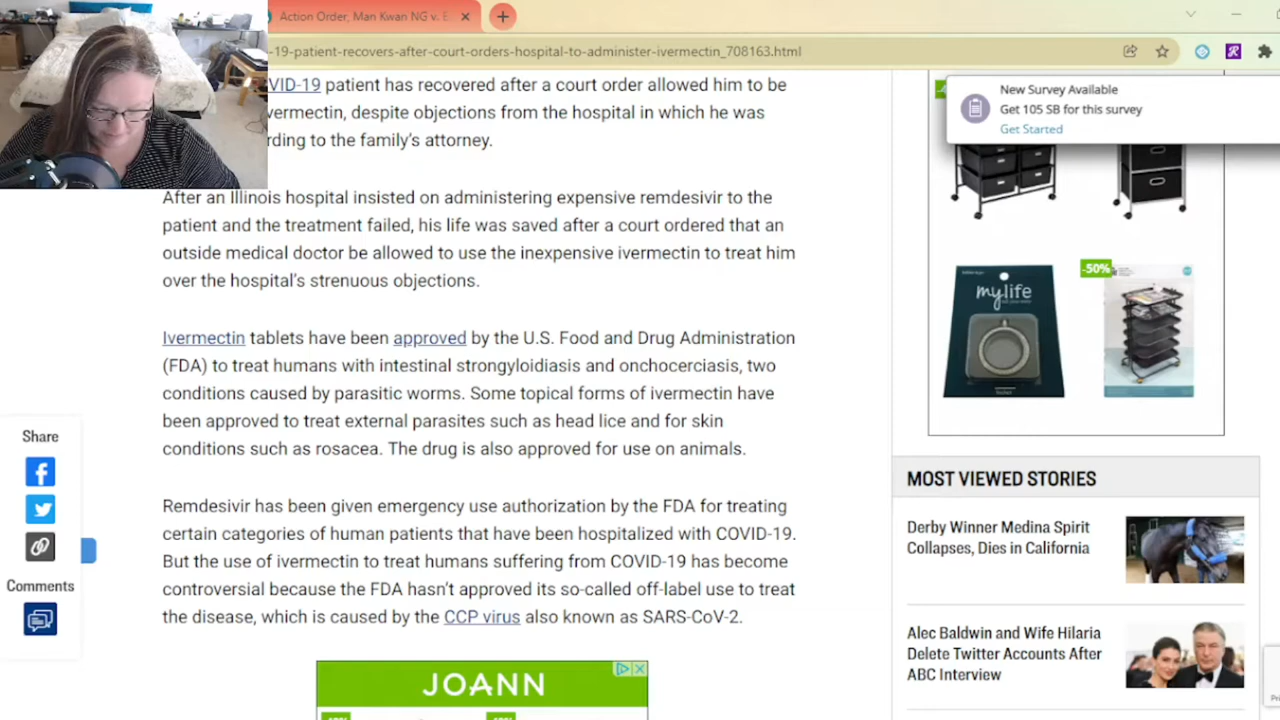 Action Order, Man Kwan NG v. E
-19-patient-recovers-after-court-orders-hospital-to-administer-ivermectin_708163.html
VID-19 patient has recovered after a court order allowed him to be
vermectin, despite objections from the hospital in which he was
rding to the family's attorney.
After an Illinois hospital insisted on administering expensive remdesivir to the
patient and the treatment failed, his life was saved after a court ordered that an
outside medical doctor be allowed to use the inexpensive ivermectin to treat him
over the hospital's strenuous objections.
Ivermectin tablets have been approved by the U.S. Food and Drug Administration
(FDA) to treat humans with intestinal strongyloidiasis and onchocerciasis, two
conditions caused by parasitic worms. Some topical forms of ivermectin have
been approved to treat external parasites such as head lice and for skin
conditions such as rosacea. The drug is also approved for use on animals.
Remdesivir has been given emergency use authorization by the FDA for treating
certain categories of human patients that have been hospitalized with COVID-19.
But the use of ivermectin to treat humans suffering from COVID-19 has become
controversial because the FDA hasn't approved its so-called off-label use to treat
the disease, which is caused by the CCP virus also known as SARS-CoV-2.
Share
Comments
JOANN
New Survey Available
Get 105 SB for this survey
Get Started
mylife
-50%
MOST VIEWED STORIES
Derby Winner Medina Spirit
Collapses, Dies in California
Alec Baldwin and Wife Hilaria
Delete Twitter Accounts After
ABC Interview
Pri